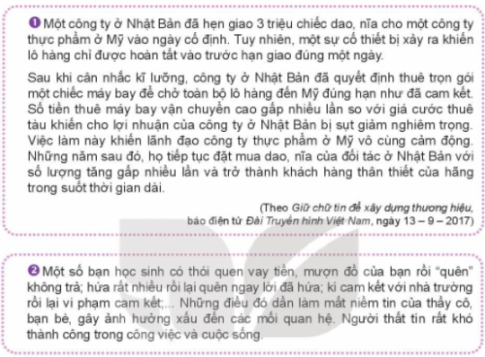 ❶ Một công ty ở Nhật Bản đã hẹn giao 3 triệu chiếc dao, nĩa cho một công ty
thực phẩm ở Mỹ vào ngày cố định. Tuy nhiên, một sự cố thiết bị xảy ra khiến
lô hàng chỉ được hoàn tất vào trước hạn giao đúng một ngày.
Sau khi cân nhắc kĩ lưỡng, công ty ở Nhật Bản đã quyết định thuê trọn gói
một chiếc máy bay để chở toàn bộ lô hàng đến Mỹ đúng hạn như đã cam kết.
Số tiền thuê máy bay vận chuyển cao gấp nhiều lần so với giá cước thuê
tàu khiến cho lợi nhuận của công ty ở Nhật Bản bị sụt giảm nghiêm trọng.
Việc làm này khiến lãnh đạo công ty thực phẩm ở Mỹ vô cùng cảm động.
Những năm sau đó, họ tiếp tục đặt mua dao, nĩa của đối tác ở Nhật Bản với
số lượng tăng gấp nhiều lần và trở thành khách hàng thân thiết của hãng
trong suốt thời gian dài.
(Theo Giữ chữ tín để xây dựng thương hiệu,
báo điện tử Đài Truyền hình Việt Nam, ngày 13 – 9 – 2017)
❷ Một số bạn học sinh có thói quen vay tiền, mượn đồ của bạn rồi “quên”
không trả; hứa rất nhiều rồi lại quên ngay lời đã hứa; kí cam kết với nhà trường
rồi lại vi phạm cam kết;... Những điều đó dần làm mất niềm tin của thầy cô,
bạn bè, gây ảnh hưởng xấu đến các mối quan hệ. Người thất tín rất khó
thành công trong công việc và cuộc sống.